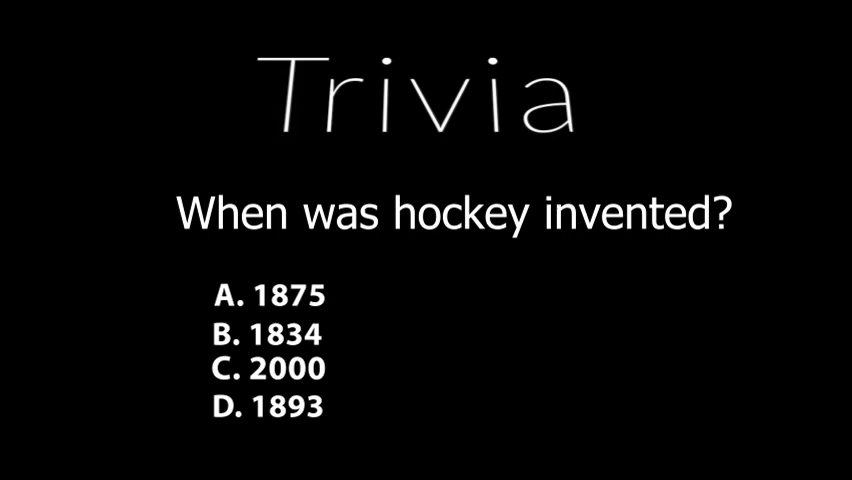 Trivia
When was hockey invented?
A. 1875
B. 1834
C. 2000
D. 1893